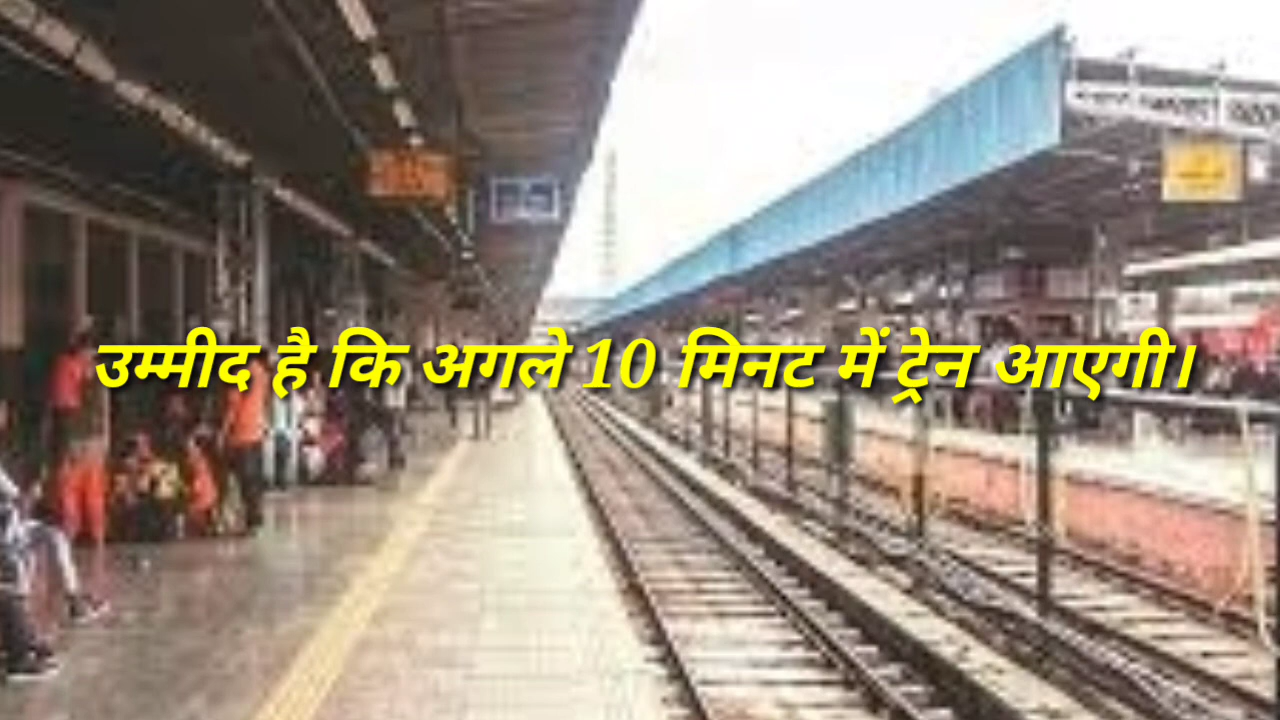 उम्मीद है कि अगले 10 मिनट में ट्रेन आएगी।